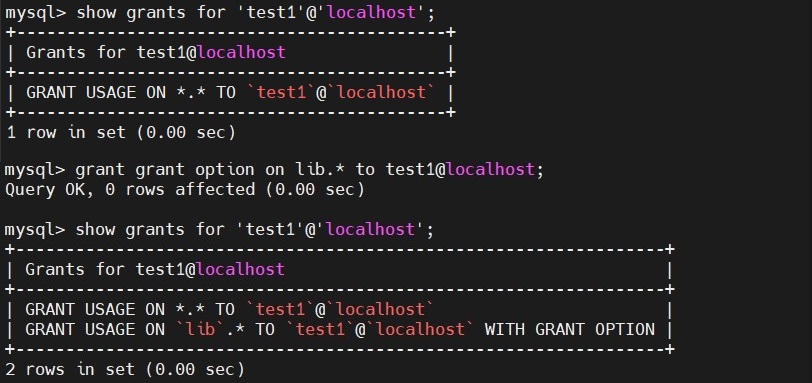 mysql> show grants for 'test1'@'localhost';
+-------------------------------------------+
| Grants for test1@localhost                |
+-------------------------------------------+
| GRANT USAGE ON *.* TO `test1`@`localhost` |
+-------------------------------------------+
1 row in set (0.00 sec)
mysql> grant grant option on lib.* to test1@localhost;
Query OK, 0 rows affected (0.00 sec)
mysql> show grants for 'test1'@'localhost';
+-----------------------------------------------------------------+
| Grants for test1@localhost                                      |
+-----------------------------------------------------------------+
| GRANT USAGE ON *.* TO `test1`@`localhost`                       |
| GRANT USAGE ON `lib`.* TO `test1`@`localhost` WITH GRANT OPTION |
+-----------------------------------------------------------------+
2 rows in set (0.00 sec)